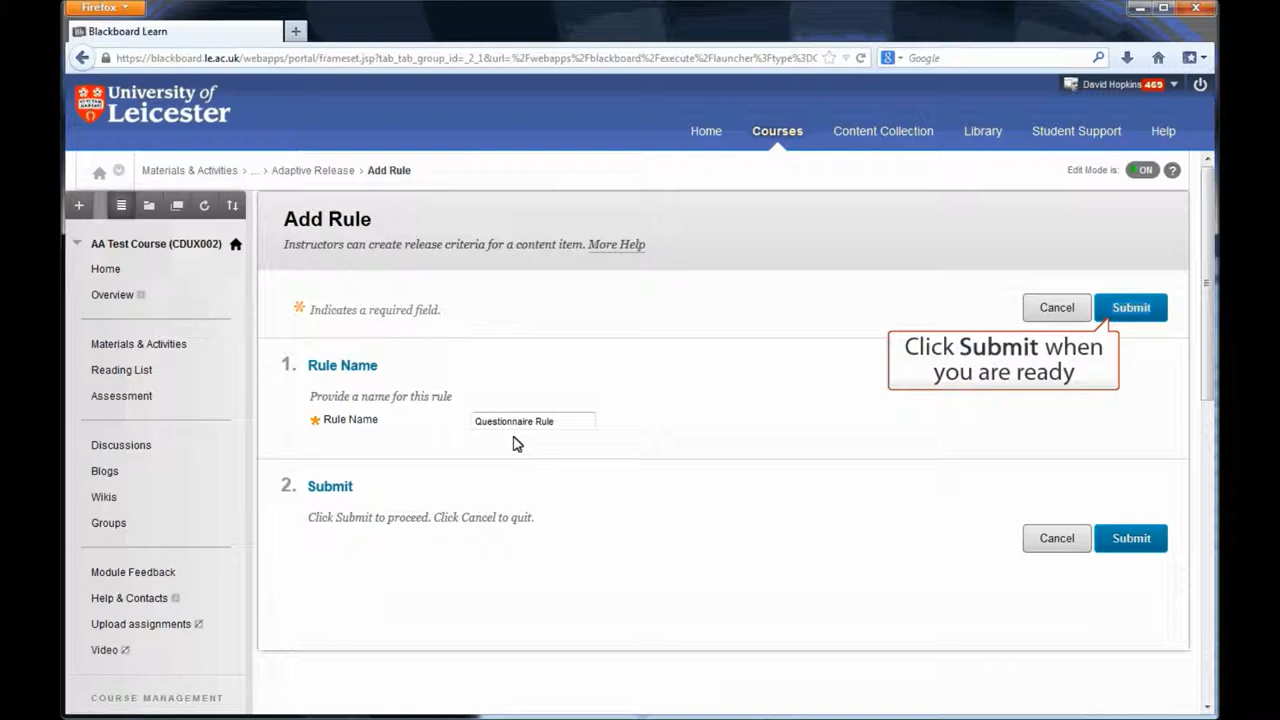 Firefox
Blackboard Learn
https://blackboard.le.ac.uk/webapps/portal/frameset.jsp?tab_tab_group_id=_2_1&url=%2Fwebapps%2Fblackboard%2Fexecute%2Flauncher%3Ftype%3DC
Google
David Hopkins 469
University of
Leicester
Home Courses Content Collection Library Student Support Help
Materials & Activities > ... > Adaptive Release > Add Rule
Edit Mode is: ON ?
AA Test Course (CDUX002)
Home
Overview
Materials & Activities
Reading List
Assessment
Discussions
Blogs
Wikis
Groups
Module Feedback
Help & Contacts
Upload assignments
Video
COURSE MANAGEMENT
Add Rule
Instructors can create release criteria for a content item. More Help
* Indicates a required field.
Cancel Submit
Click Submit when
you are ready
1. Rule Name
Provide a name for this rule
* Rule Name Questionnaire Rule
2. Submit
Click Submit to proceed. Click Cancel to quit.
Cancel Submit